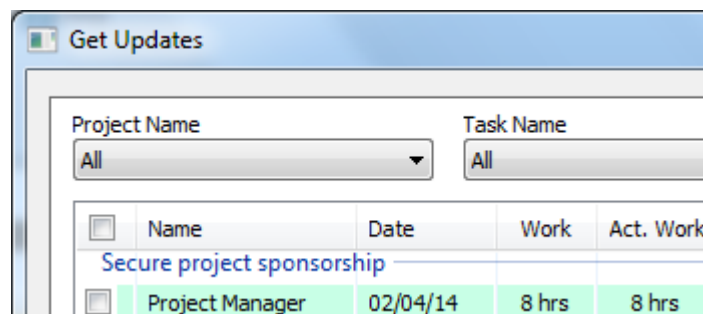 Get Updates
Project Name Task Name
All All
Name Date Work Act. Work
Secure project sponsorship
Project Manager 02/04/14 8 hrs 8 hrs